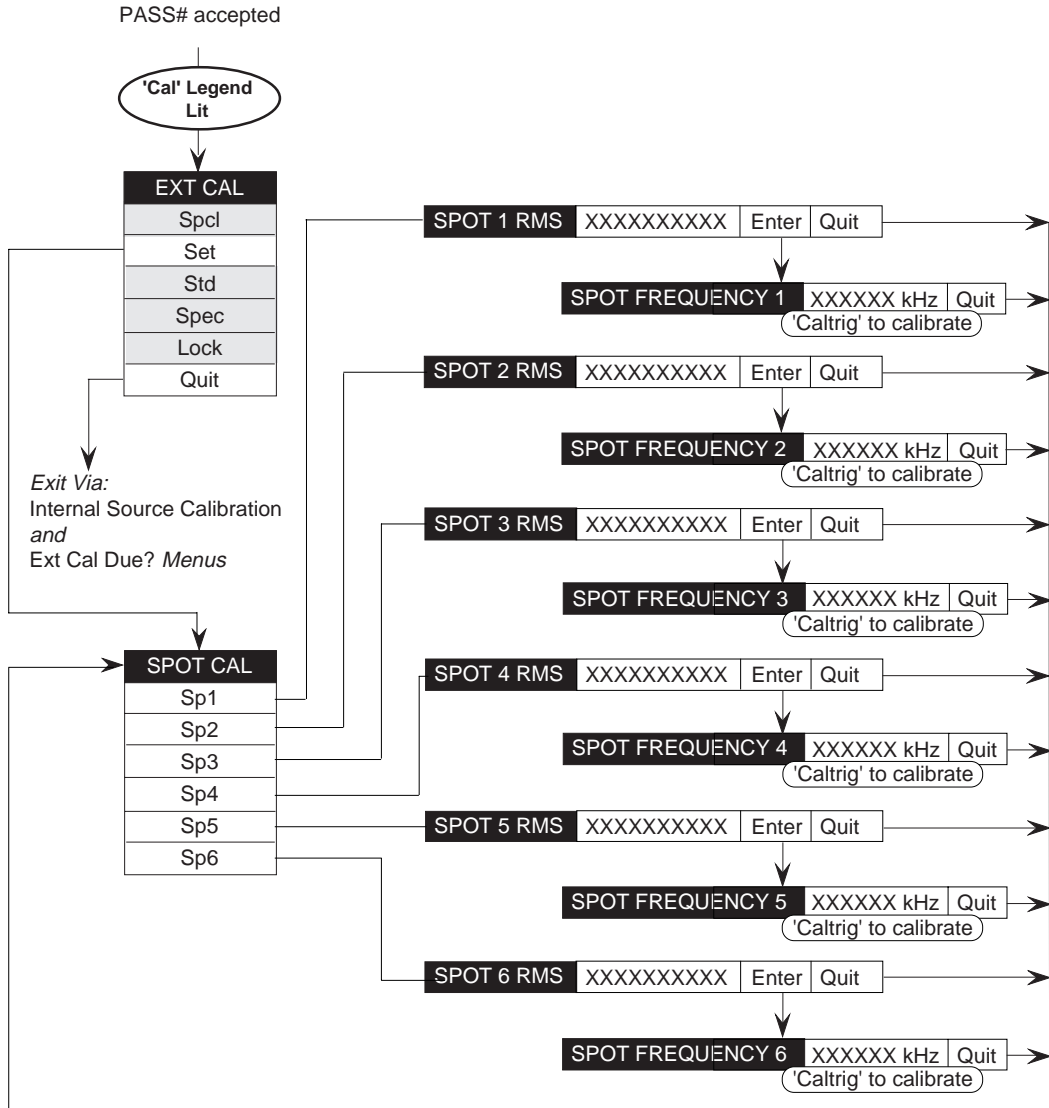 PASS# accepted
'Cal' Legend
Lit
EXT CAL
Spcl
Set
Std
Spec
Lock
Quit
Exit Via:
Internal Source Calibration
and
Ext Cal Due? Menus
SPOT CAL
Sp1
Sp2
Sp3
Sp4
Sp5
Sp6
SPOT 1 RMS XXXXXXXXXX Enter Quit
SPOT FREQUENCY 1 XXXXXX kHz Quit
'Caltrig' to calibrate
SPOT 2 RMS XXXXXXXXXX Enter Quit
SPOT FREQUENCY 2 XXXXXX kHz Quit
'Caltrig' to calibrate
SPOT 3 RMS XXXXXXXXXX Enter Quit
SPOT FREQUENCY 3 XXXXXX kHz Quit
'Caltrig' to calibrate
SPOT 4 RMS XXXXXXXXXX Enter Quit
SPOT FREQUENCY 4 XXXXXX kHz Quit
'Caltrig' to calibrate
SPOT 5 RMS XXXXXXXXXX Enter Quit
SPOT FREQUENCY 5 XXXXXX kHz Quit
'Caltrig' to calibrate
SPOT 6 RMS XXXXXXXXXX Enter Quit
SPOT FREQUENCY 6 XXXXXX kHz Quit
'Caltrig' to calibrate